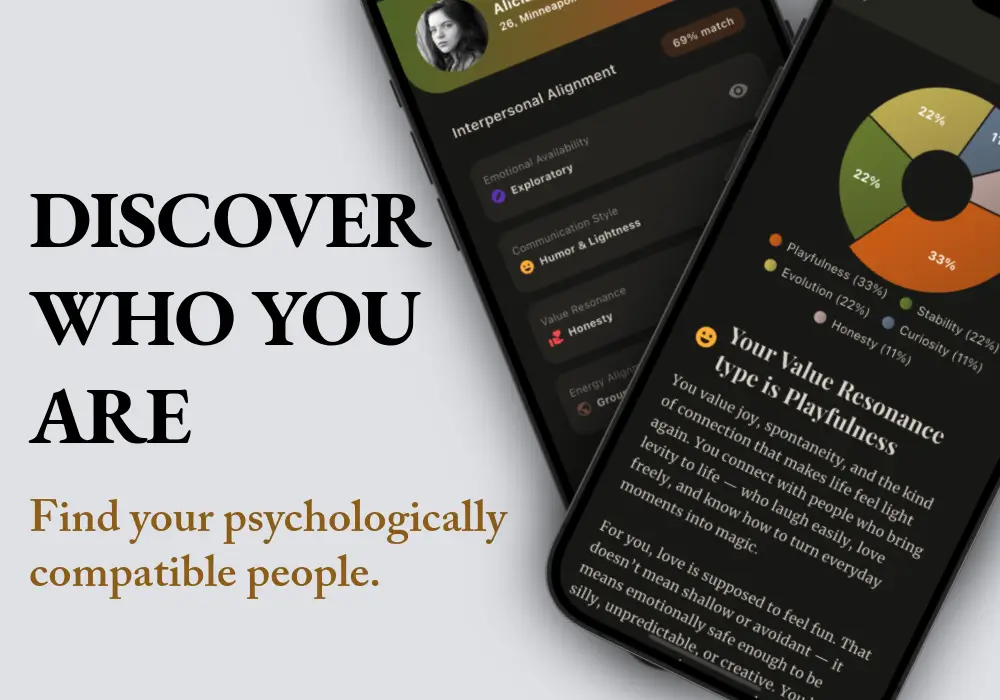 DISCOVER
WHO YOU
ARE
Find your psychologically
compatible people.
69% match
Interpersonal Alignment
Emotional Availability
Exploratory
Communication Style
Humor & Lightness
Value Resonance
Honesty
Energy
22%
22%
33%
Playfulness (33%)
Evolution (22%)
Stability (22%)
Honesty (11%)
Curiosity (11%)
Your Value Resonance
type is Playfulness
You value joy, spontaneity, and the kind
of connection that makes life feel light
again. You connect with people who bring
levity to life — who laugh easily, love
freely, and know how to turn everyday
moments into magic.
For you, love is supposed to feel fun. That
doesn't mean shallow or avoidant — it
means emotionally safe enough to be
silly, unpredictable, or creative. You